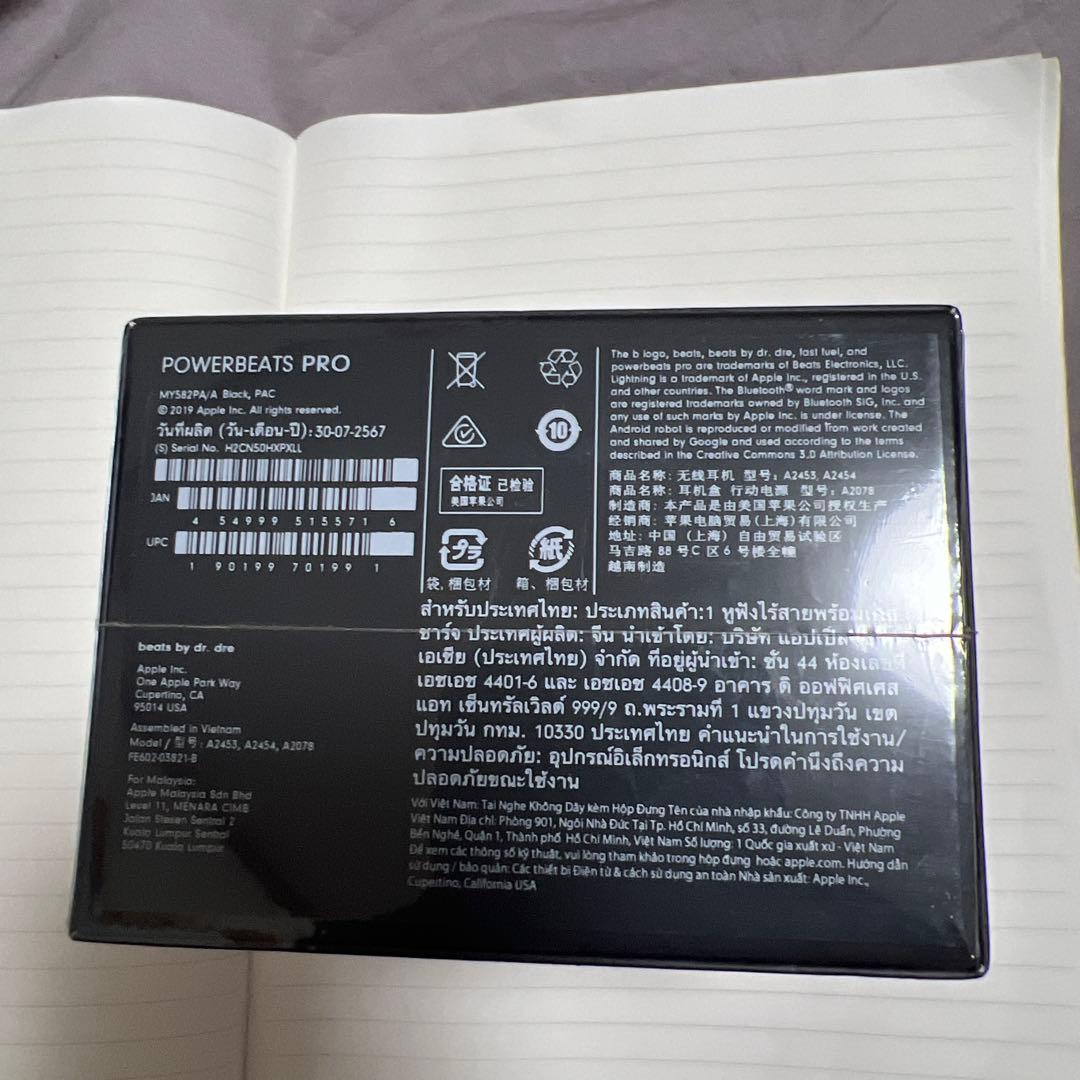 POWERBEATS PRO
MY582PA/A Black, PAC
© 2019 Apple Inc. All rights reserved.
วันที่ผลิต (วัน-เดือน-ปี): 30-07-2567
(S) Serial No. H2CN50HXPXLL
JAN
4 54999 515571 6
UPC
1 90199 70199 1
10
合格证 已检验
美国苹果公司
プラ
紙
袋, 梱包材
箱、梱包材
The b logo, beats, beats by dr. dre, fast fuel, and
powerbeats pro are trademarks of Beats Electronics, LLC.
Lightning is a trademark of Apple Inc., registered in the U.S.
and other countries. The Bluetooth® word mark and logos
are registered trademarks owned by Bluetooth SIG, Inc. and
any use of such marks by Apple Inc. is under license. The
Android robot is reproduced or modified from work created
and shared by Google and used according to the terms
described in the Creative Commons 3.0 Attribution License.
商品名称: 无线耳机 型号: A2453, A2454
商品名称: 耳机盒 行动电源 型号: A2078
制造商: 本产品是由美国苹果公司授权生产
经销商: 苹果电脑贸易(上海)有限公司
地址: 中国 (上海) 自由贸易试验区
马吉路 88 号C 区 6 号楼全幢
越南制造
สำหรับประเทศไทย: ประเภทสินค้า:1 หูฟังไร้สายพร้อม
ชาร์จ ประเทศผู้ผลิต: จีน นำเข้าโดย: บริษัท แอปเปิล
เอเชีย (ประเทศไทย) จำกัด ที่อยู่ผู้นำเข้า: ชั้น 44 ห้องเลขที่
เอชเอช 4401-6 และ เอชเอช 4408-9 อาคาร ดิ ออฟฟิศเศส
แอท เซ็นทรัลเวิลด์ 999/9 ถ.พระรามที่ 1 แขวงปทุมวัน เขต
ปทุมวัน กทม. 10330 ประเทศไทย คำแนะนำในการใช้งาน/
ความปลอดภัย: อุปกรณ์อิเล็กทรอนิกส์ โปรดคำนึงถึงความ
ปลอดภัยขณะใช้งาน
Với Việt Nam: Tai Nghe Không Dây kèm Hộp Đựng Tên của nhà nhập khẩu: Công ty TNHH Apple
Việt Nam Địa chỉ: Phòng 901, Ngôi Nhà Đức Tại Tp. Hồ Chí Minh, số 33, đường Lê Duẩn, Phường
Bến Nghé, Quận 1, Thành phố Hồ Chí Minh, Việt Nam Số lượng: 1 Quốc gia xuất xứ - Việt Nam
Để xem các thông số kỹ thuật, vui lòng tham khảo trong hộp đựng hoặc apple.com. Hướng dẫn
sử dụng / bảo quản: Các thiết bị Điện tử & cách sử dụng an toàn Nhà sản xuất: Apple Inc.,
Cupertino, California USA
beats by dr. dre
Apple Inc.
One Apple Park Way
Cupertino, CA
95014 USA
Assembled in Vietnam
Model / 型号: A2453, A2454, A2078
FE602-03821-B
For Malaysia:
Apple Malaysia Sdn Bhd
Level 11, MENARA CIMB
Jalan Stesen Sentral 2
Kuala Lumpur Sentral
50470 Kuala Lumpur